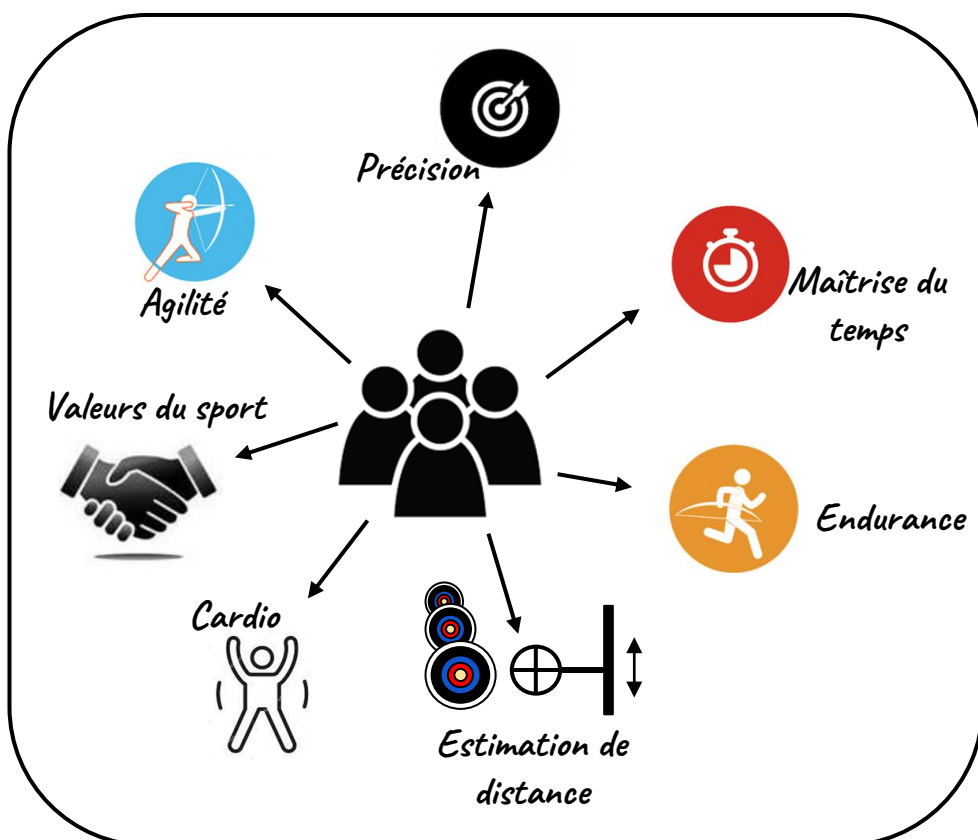 Précision
Agilité
Maîtrise du
temps
Valeurs du sport
Endurance
Cardio
Estimation de
distance